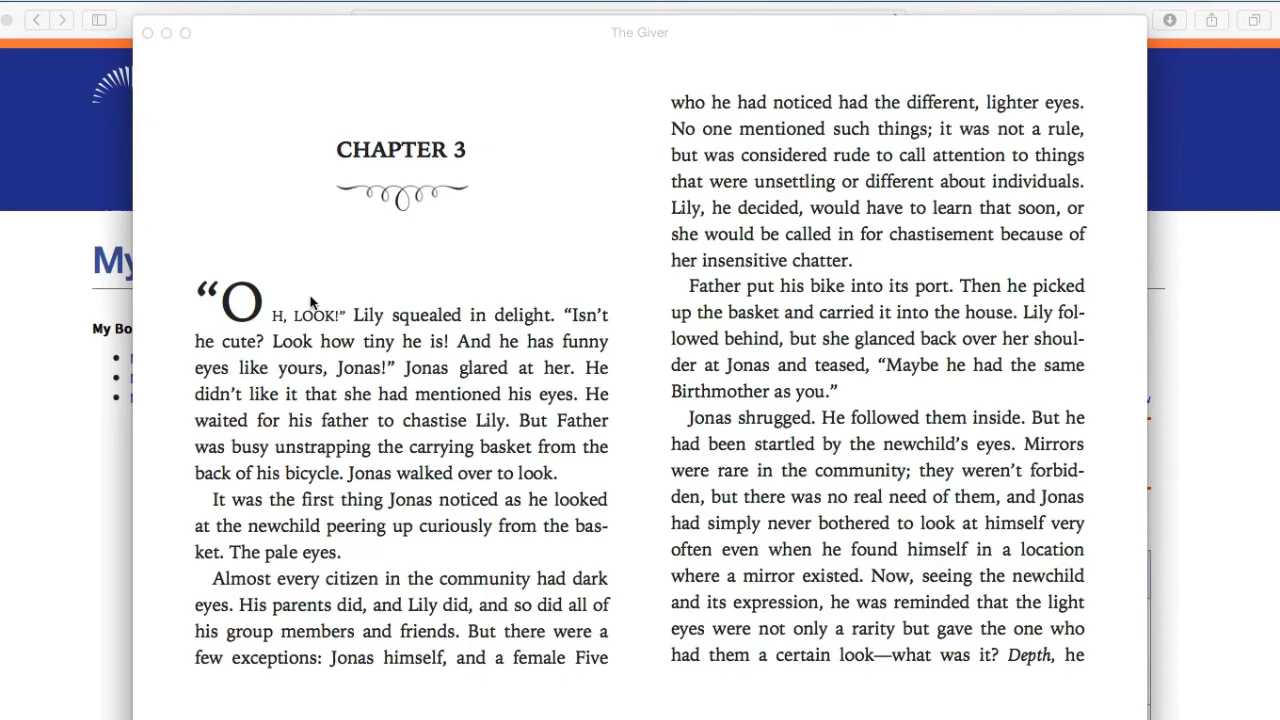 The Giver
My
My Bo
CHAPTER 3
“OH, LOOK!” Lily squealed in delight. “Isn’t
he cute? Look how tiny he is! And he has funny
eyes like yours, Jonas!” Jonas glared at her. He
didn’t like it that she had mentioned his eyes. He
waited for his father to chastise Lily. But Father
was busy unstrapping the carrying basket from the
back of his bicycle. Jonas walked over to look.
It was the first thing Jonas noticed as he looked
at the newchild peering up curiously from the bas-
ket. The pale eyes.
Almost every citizen in the community had dark
eyes. His parents did, and Lily did, and so did all of
his group members and friends. But there were a
few exceptions: Jonas himself, and a female Five
who he had noticed had the different, lighter eyes.
No one mentioned such things; it was not a rule,
but was considered rude to call attention to things
that were unsettling or different about individuals.
Lily, he decided, would have to learn that soon, or
she would be called in for chastisement because of
her insensitive chatter.
Father put his bike into its port. Then he picked
up the basket and carried it into the house. Lily fol-
lowed behind, but she glanced back over her shoul-
der at Jonas and teased, “Maybe he had the same
Birthmother as you.”
Jonas shrugged. He followed them inside. But he
had been startled by the newchild’s eyes. Mirrors
were rare in the community; they weren’t forbid-
den, but there was no real need of them, and Jonas
had simply never bothered to look at himself very
often even when he found himself in a location
where a mirror existed. Now, seeing the newchild
and its expression, he was reminded that the light
eyes were not only a rarity but gave the one who
had them a certain look—what was it? Depth, he